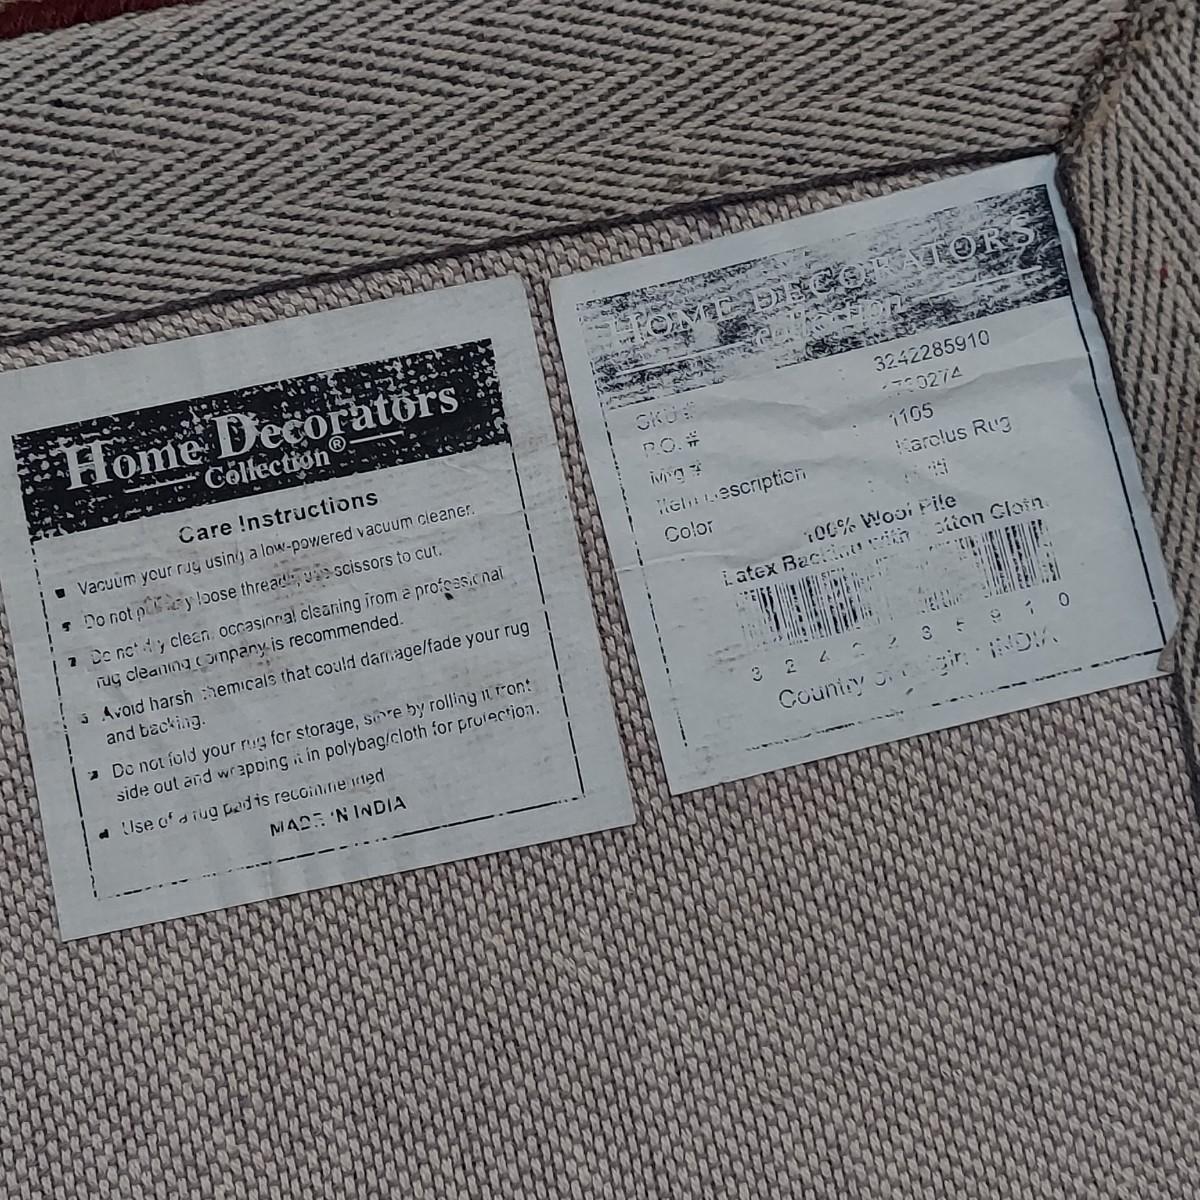 Home Decorators
Collection®
Care Instructions
Vacuum your rug using a low-powered vacuum cleaner.
Do not loose scissors to cut.
Do not dry clean, occasional cleaning from a professional
rug cleaning company is recommended.
Avoid harsh chemicals that could damage/fade your rug
and backing.
Do not fold your rug for storage, store by rolling it front
side out and wrapping it in polybag/cloth for protection.
Use of a rug pad is recommended
MADE IN INDIA
HOME DECORATORS
Collection
SKU # : 3242285910
P.O. #
Mfg # 1105
Item Description Karolus Rug
Color :
100% Wool Pile
Latex Backing with Cotton Cloth.
3 2 4 2 2 8 5 9 1 0
Country of Origin : INDIA